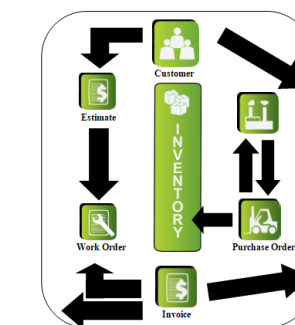 Customer
Estimate
INVENTORY
Work Order
Purchase Order
Invoice